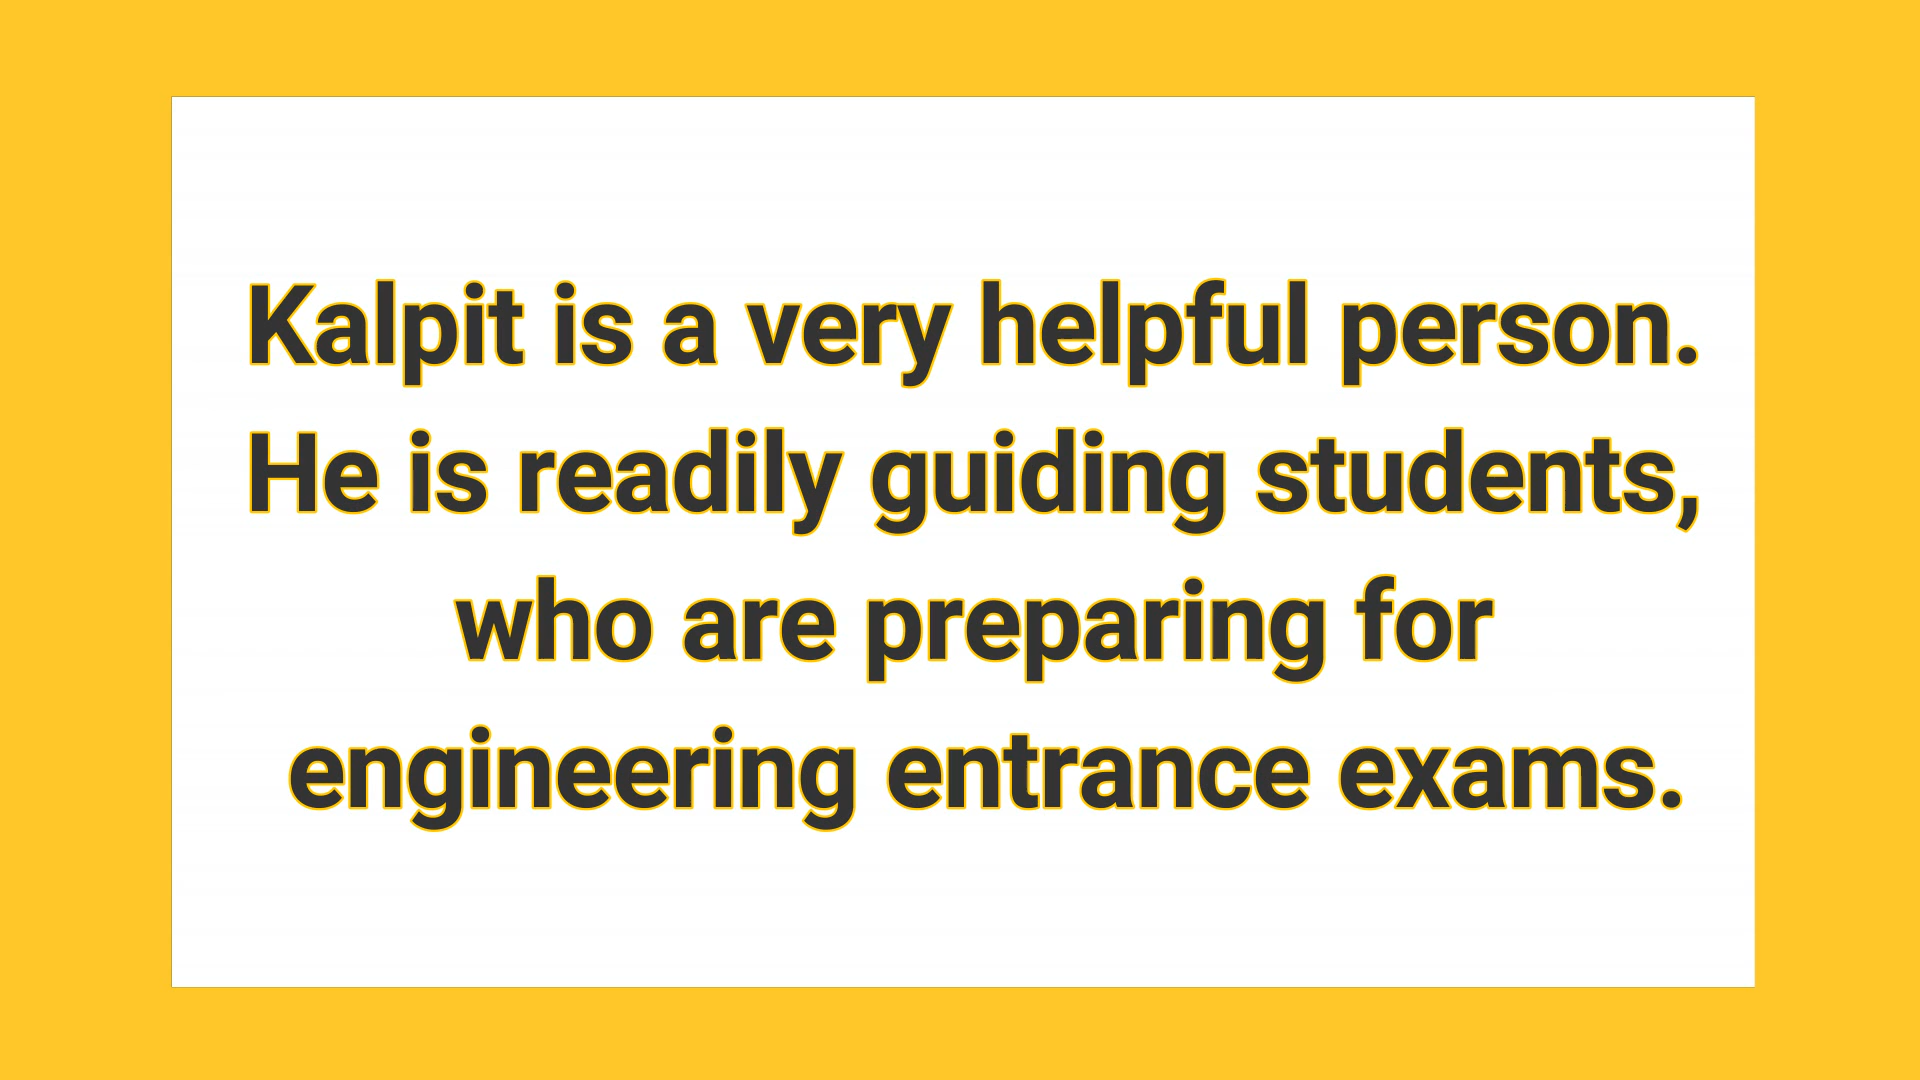 Kalpit is a very helpful person.
He is readily guiding students,
who are preparing for
engineering entrance exams.